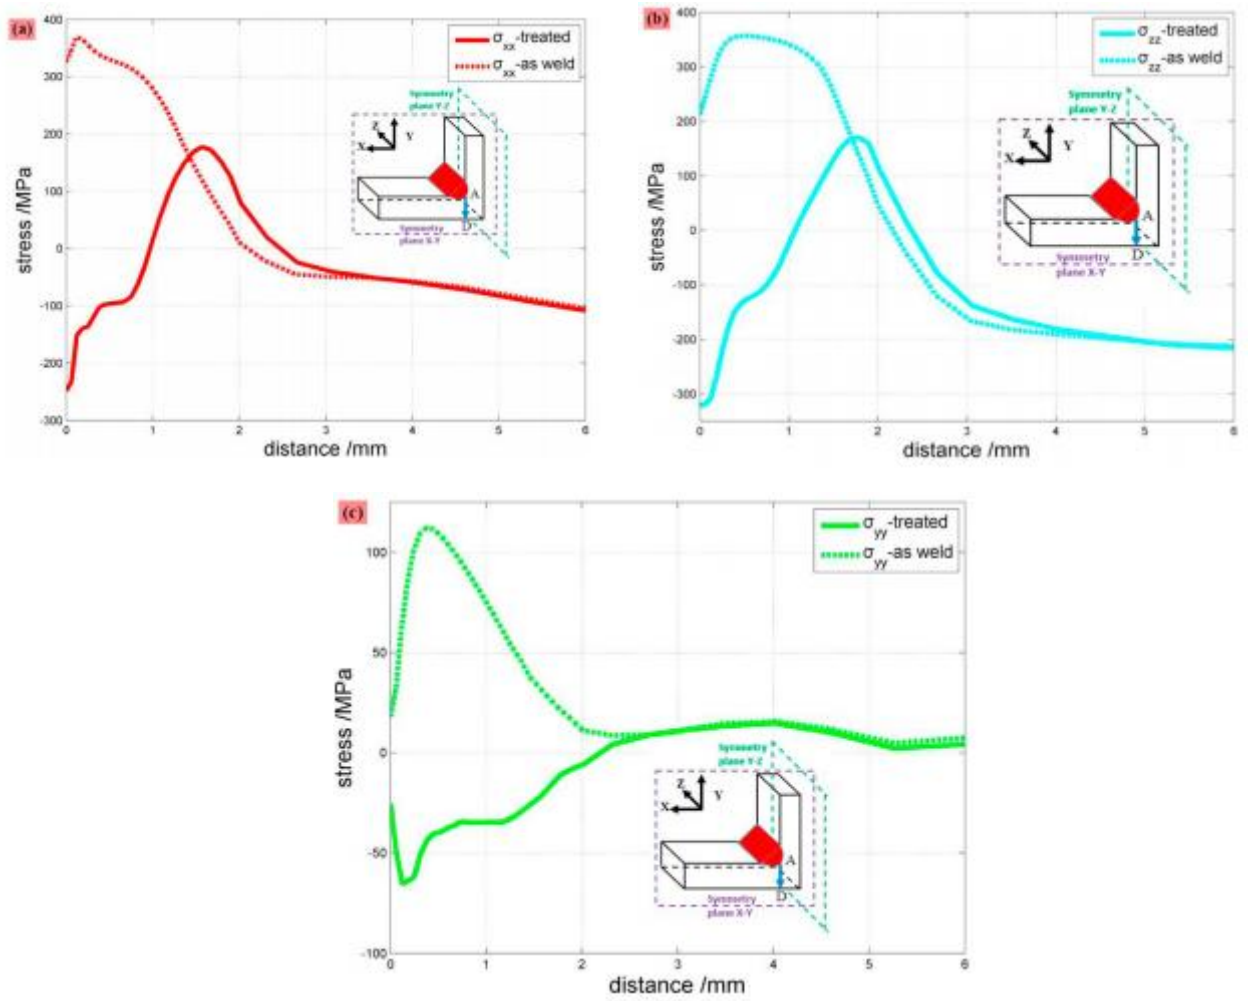 (a)
400
300
200
100
0
-100
-200
-300
stress /MPa
0 1 2 3 4 5 6
distance /mm
σxx-treated
σxx-as weld
Symmetry
plane Y-Z
Z
X
Y
A
D
Symmetry
plane X-Y
(b)
400
300
200
100
0
-100
-200
-300
stress /MPa
0 1 2 3 4 5 6
distance /mm
σzz-treated
σzz-as weld
Symmetry
plane Y-Z
Z
X
Y
A
D
Symmetry
plane X-Y
(c)
100
50
0
-50
-100
stress /MPa
0 1 2 3 4 5 6
distance /mm
σyy-treated
σyy-as weld
Symmetry
plane Y-Z
Z
X
Y
A
D
Symmetry
plane X-Y